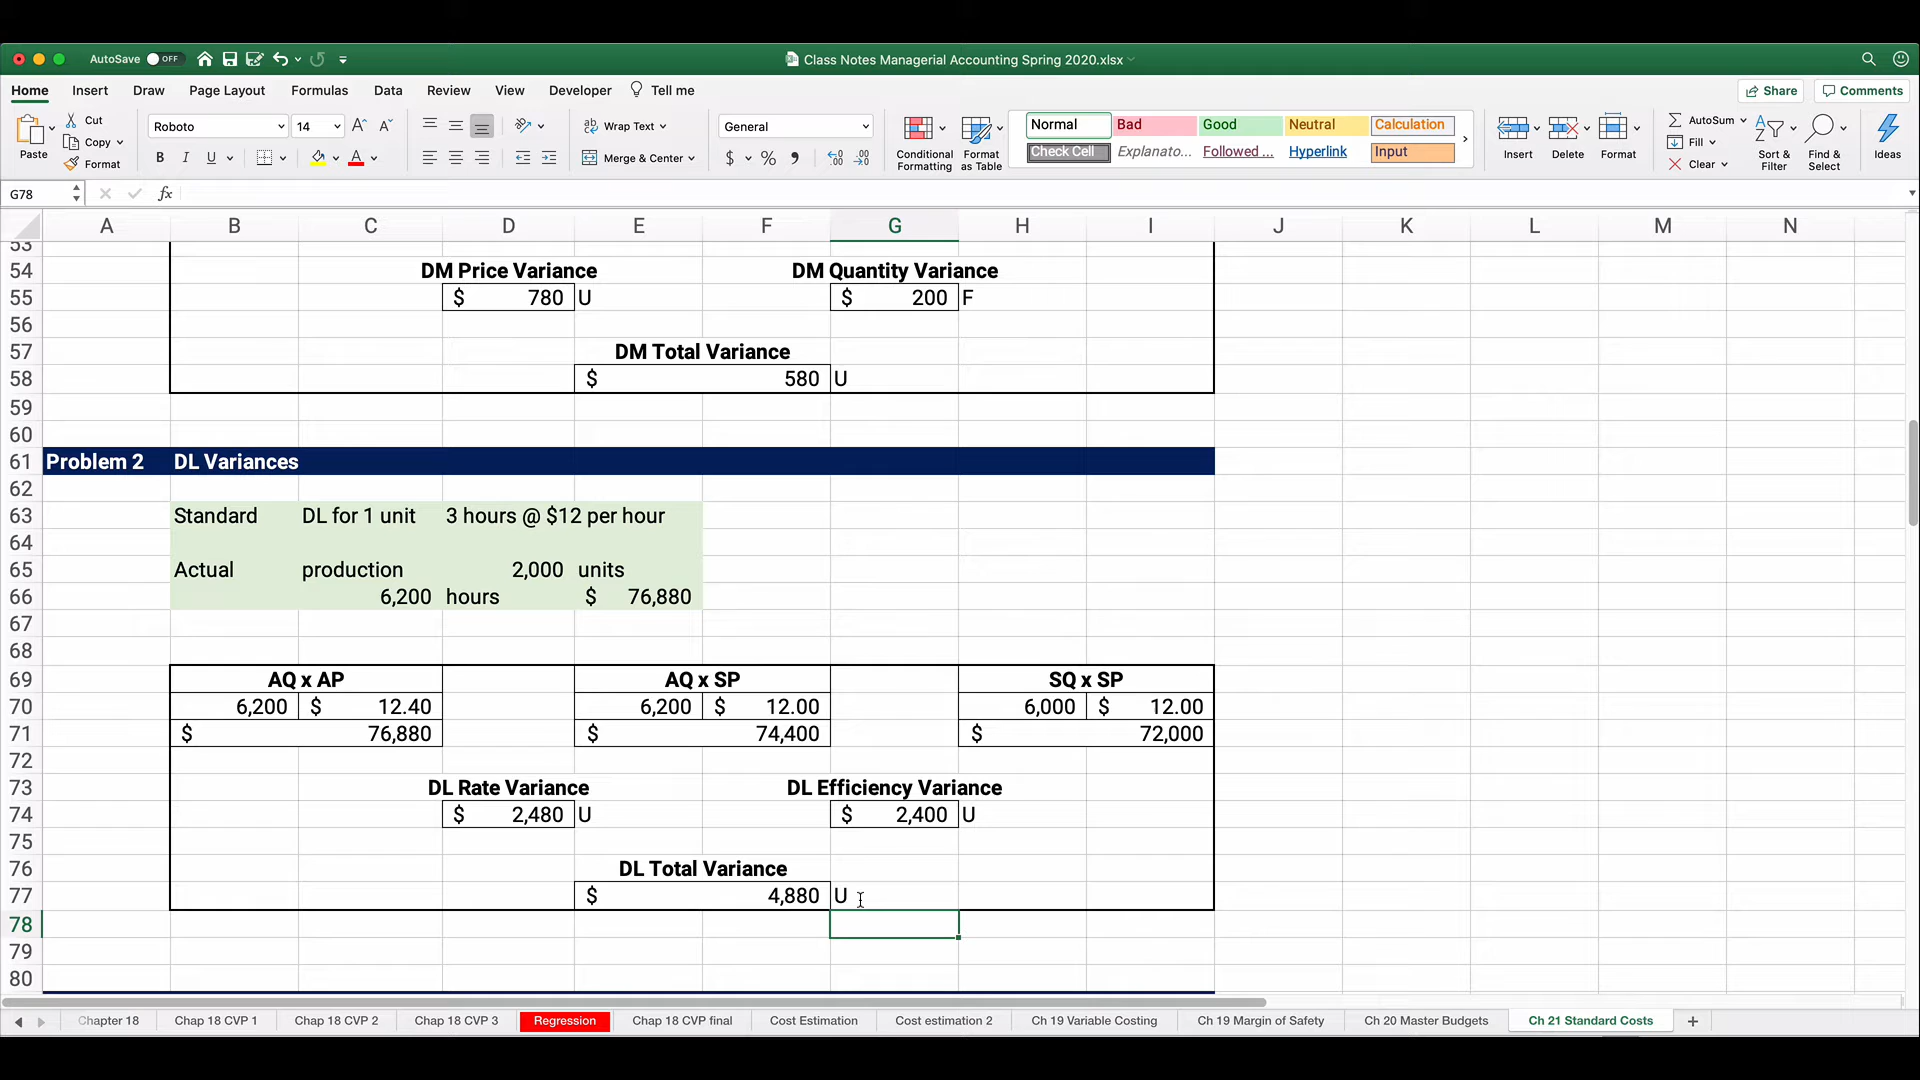 AutoSave OFF
Class Notes Managerial Accounting Spring 2020.xlsx
Home Insert Draw Page Layout Formulas Data Review View Developer Tell me
Share Comments
Paste
Cut
Copy
Format
Roboto 14
B I U
Wrap Text
Merge & Center
General
$ % 9
Conditional Formatting
Format as Table
Normal Bad Good Neutral Calculation
Check Cell Explanato... Followed ... Hyperlink Input
Insert Delete Format
AutoSum
Fill
Clear
Sort & Filter
Find & Select
Ideas
G78 fx
A B C D E F G H I J K L M N
53
54 DM Price Variance DM Quantity Variance
55 $ 780 U $ 200 F
56
57 DM Total Variance
58 $ 580 U
59
60
61 Problem 2 DL Variances
62
63 Standard DL for 1 unit 3 hours @ $12 per hour
64
65 Actual production 2,000 units
66 6,200 hours $ 76,880
67
68
69 AQ x AP AQ x SP SQ x SP
70 6,200 $ 12.40 6,200 $ 12.00 6,000 $ 12.00
71 $ 76,880 $ 74,400 $ 72,000
72
73 DL Rate Variance DL Efficiency Variance
74 $ 2,480 U $ 2,400 U
75
76 DL Total Variance
77 $ 4,880 U
78
79
80
Chapter 18 Chap 18 CVP 1 Chap 18 CVP 2 Chap 18 CVP 3 Regression Chap 18 CVP final Cost Estimation Cost estimation 2 Ch 19 Variable Costing Ch 19 Margin of Safety Ch 20 Master Budgets Ch 21 Standard Costs +